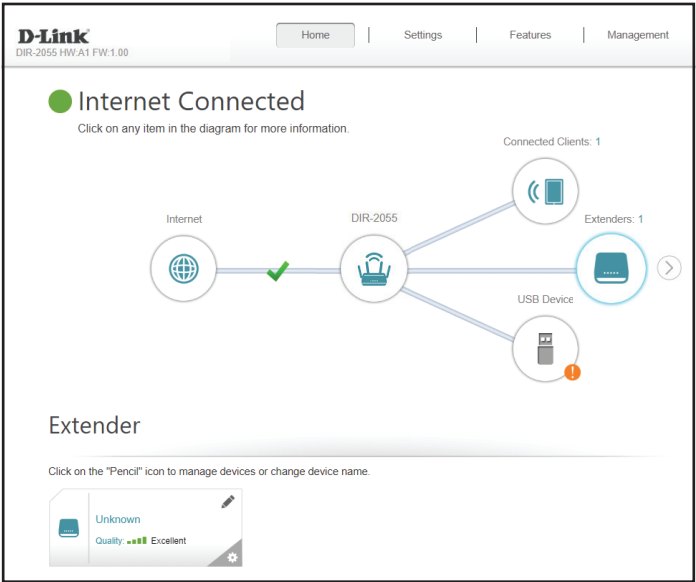 D-Link
DIR-2055 HW:A1 FW:1.00
Home
Settings
Features
Management
Internet Connected
Click on any item in the diagram for more information.
Connected Clients: 1
Internet
DIR-2055
Extenders: 1
USB Device
Extender
Click on the "Pencil" icon to manage devices or change device name.
Unknown
Quality: Excellent